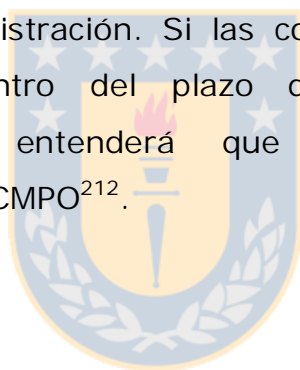 istración. Si las co
ntro del plazo d
entenderá que
CMPO²¹².